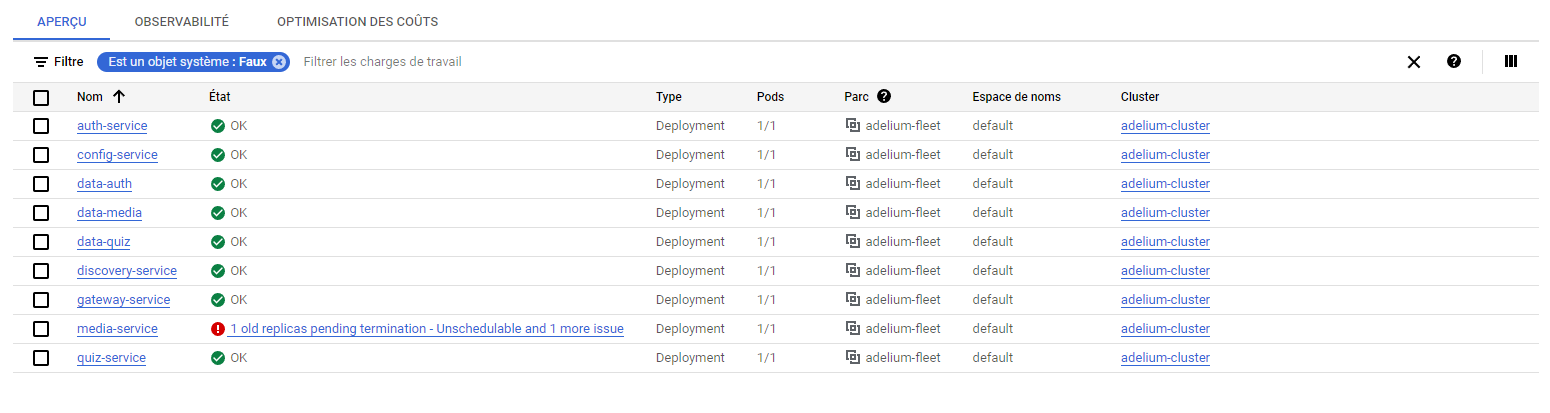 APERÇU OBSERVABILITÉ OPTIMISATION DES COÛTS
Filtre Est un objet système : Faux Filtrer les charges de travail
Nom État Type Pods Parc Espace de noms Cluster
auth-service OK Deployment 1/1 adelium-fleet default adelium-cluster
config-service OK Deployment 1/1 adelium-fleet default adelium-cluster
data-auth OK Deployment 1/1 adelium-fleet default adelium-cluster
data-media OK Deployment 1/1 adelium-fleet default adelium-cluster
data-quiz OK Deployment 1/1 adelium-fleet default adelium-cluster
discovery-service OK Deployment 1/1 adelium-fleet default adelium-cluster
gateway-service OK Deployment 1/1 adelium-fleet default adelium-cluster
media-service 1 old replicas pending termination - Unschedulable and 1 more issue Deployment 1/1 adelium-fleet default adelium-cluster
quiz-service OK Deployment 1/1 adelium-fleet default adelium-cluster